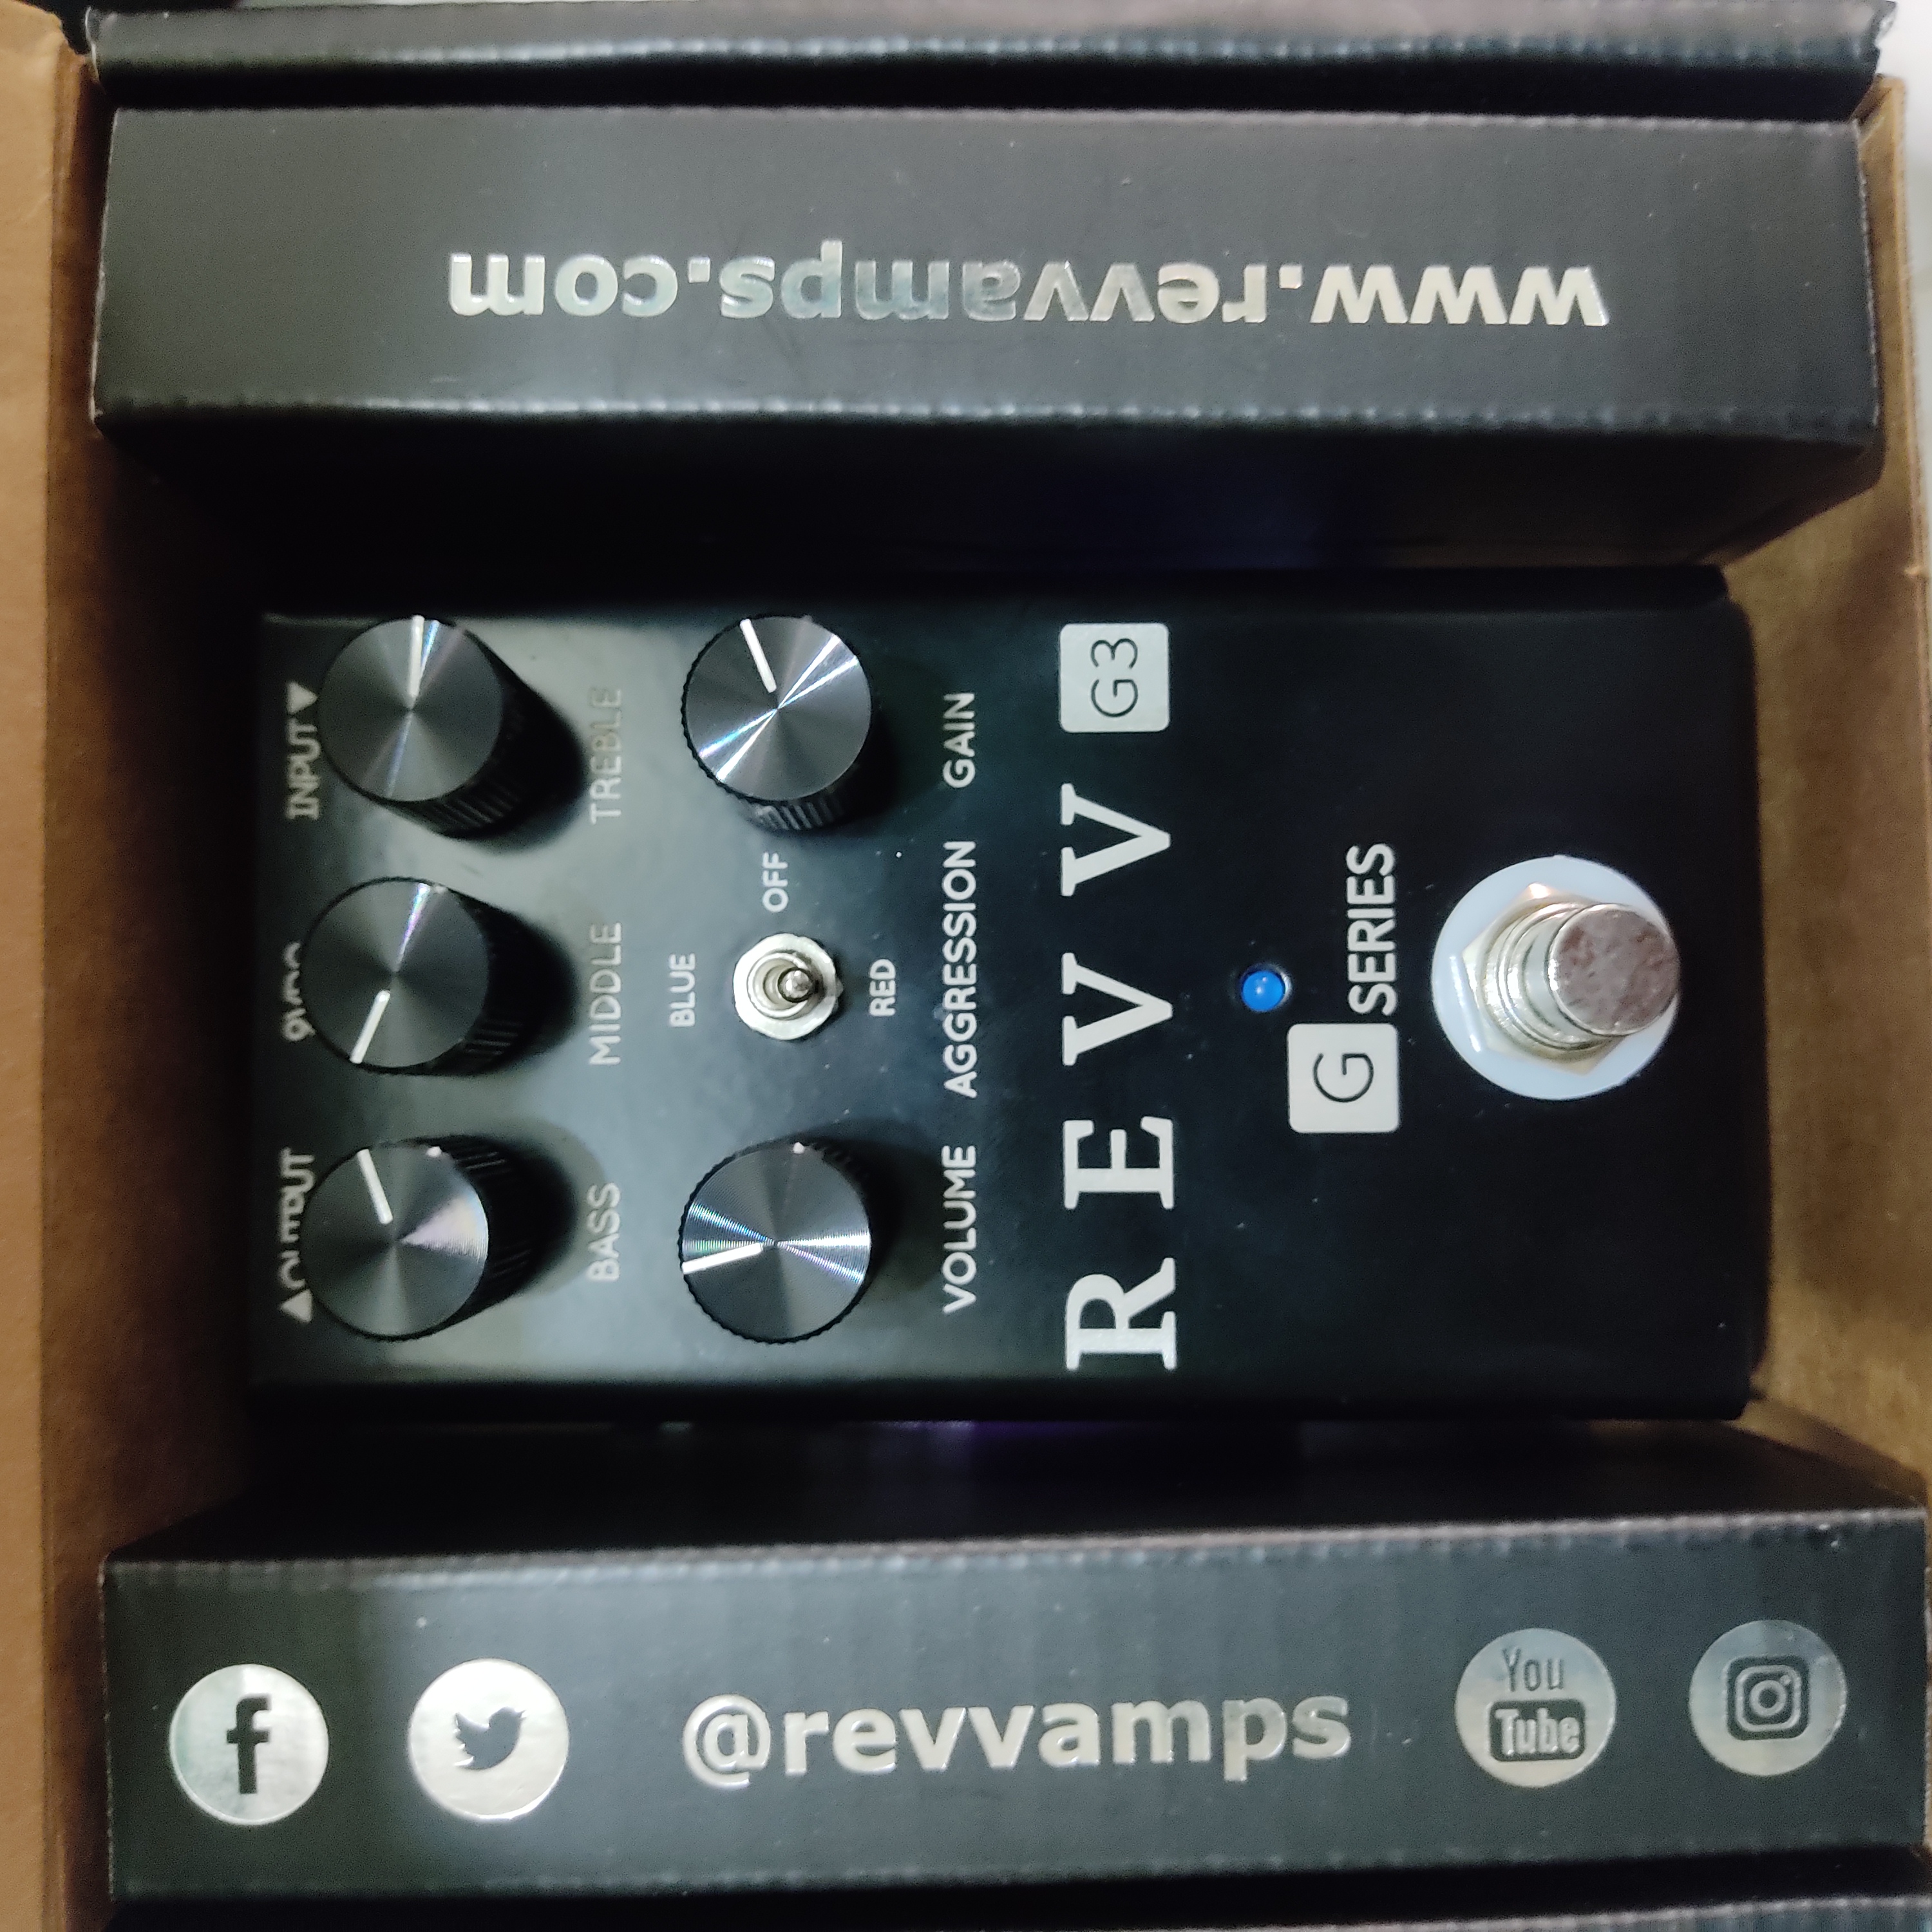 @revvamps
You
Tube
▲OUTPUT
9VDC
INPUT▼
BASS
MIDDLE
TREBLE
BLUE
OFF
RED
VOLUME
AGGRESSION
GAIN
REVV G3
G SERIES
www.revvamps.com